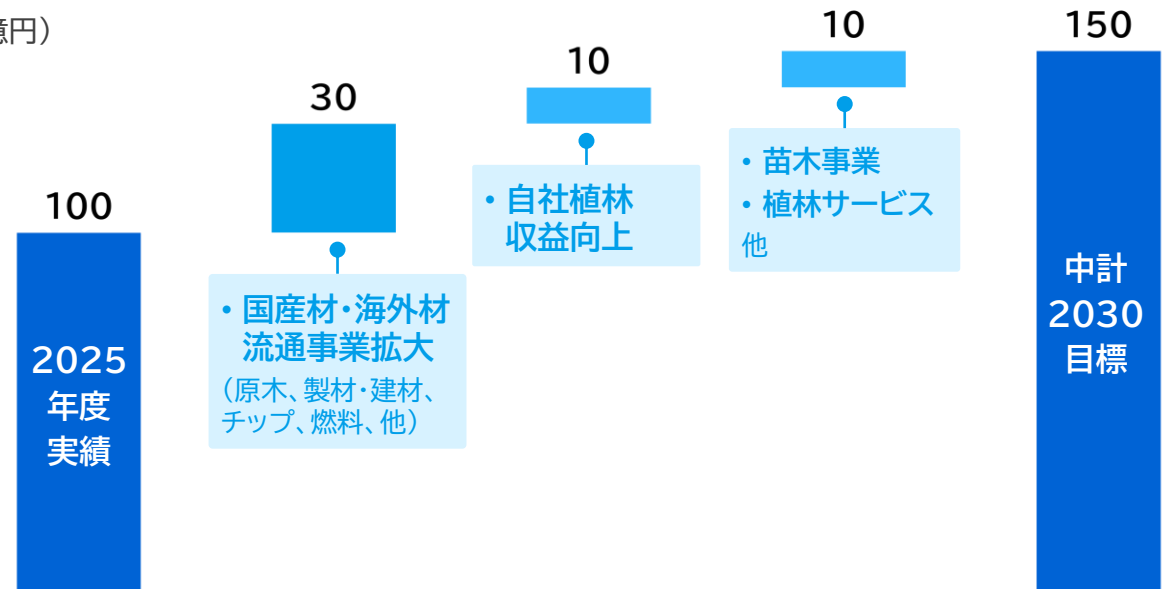 億円）
100
2025
年度
実績
30
・国産材・海外材
流通事業拡大
（原木、製材・建材、
チップ、燃料、他）
10
・自社植林
収益向上
10
・苗木事業
・植林サービス
他
150
中計
2030
目標